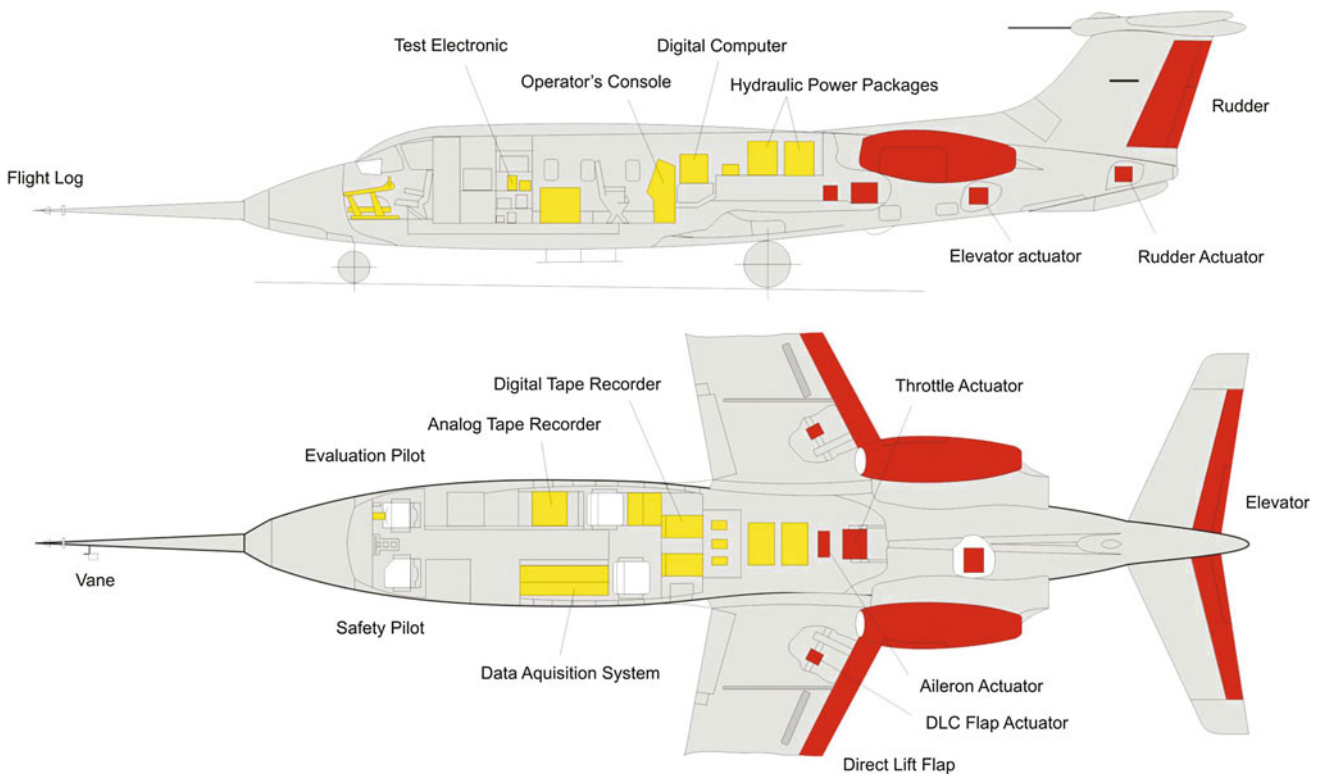 Test Electronic
Digital Computer
Operator's Console
Hydraulic Power Packages
Rudder
Flight Log
Elevator actuator
Rudder Actuator
Digital Tape Recorder
Throttle Actuator
Analog Tape Recorder
Evaluation Pilot
Elevator
Vane
Safety Pilot
Data Aquisition System
Aileron Actuator
DLC Flap Actuator
Direct Lift Flap